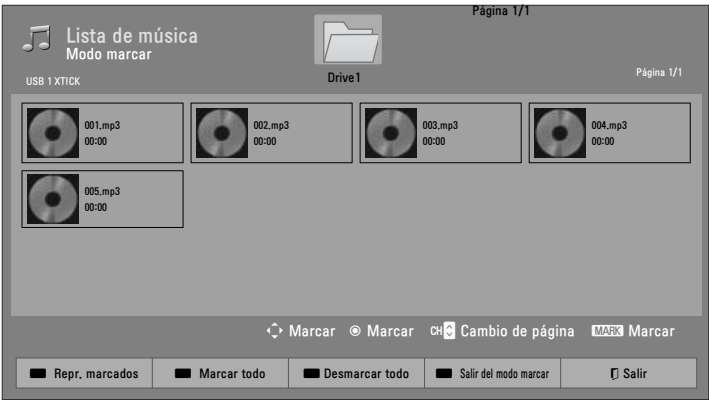 Página 1/1
Lista de música
Modo marcar
Drive1
USB 1 XTICK
Página 1/1
001.mp3
00:00
002.mp3
00:00
003.mp3
00:00
004.mp3
00:00
005.mp3
00:00
Marcar Marcar CH Cambio de página MARK Marcar
Repr. marcados Marcar todo Desmarcar todo Salir del modo marcar Salir